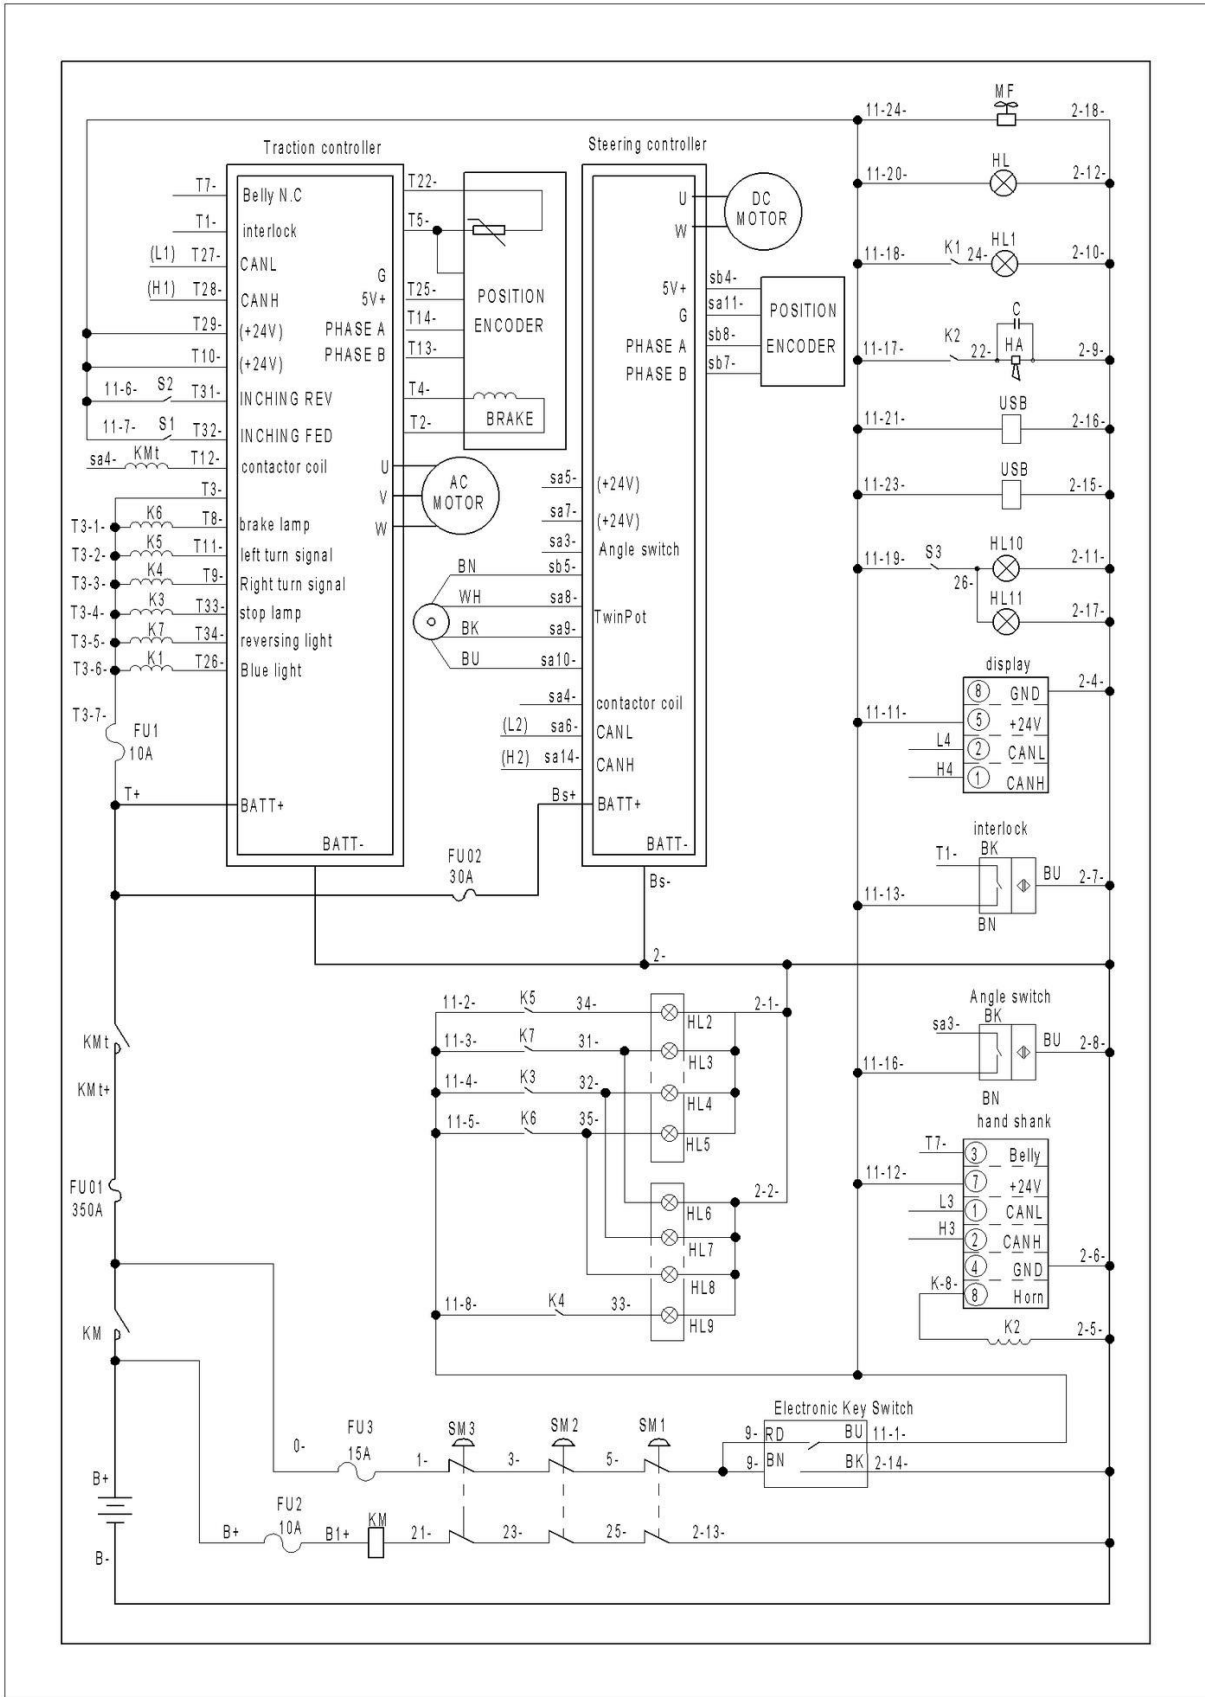 MF
11-24-
2-18-
Traction controller
Steering controller
T7-
Belly N.C
T22-
U
DC
MOTOR
11-20-
HL
2-12-
T1-
interlock
T5-
W
(L1) T27-
CANL
11-18-
K1
24-
HL1
2-10-
(H1) T28-
CANH
G
5V+
T25-
POSITION
ENCODER
5V+
sb4-
G
sa11-
POSITION
ENCODER
C
T29-
(+24V)
PHASE A
T14-
PHASE A
sb8-
11-17-
K2
22-
HA
2-9-
T10-
(+24V)
PHASE B
T13-
PHASE B
sb7-
11-6-
S2
T31-
INCHING REV
T4-
BRAKE
USB
11-21-
2-16-
11-7-
S1
T32-
INCHING FED
T2-
sa4-
KMt
T12-
contactor coil
U
V
W
AC
MOTOR
USB
11-23-
2-15-
T3-
sa5-
(+24V)
T3-1-
K6
T8-
brake lamp
sa7-
(+24V)
T3-2-
K5
T11-
left turn signal
sa3-
Angle switch
11-19-
S3
HL10
2-11-
T3-3-
K4
T9-
Right turn signal
BN
sb5-
26-
HL11
2-17-
T3-4-
K3
T33-
stop lamp
WH
sa8-
TwinPot
T3-5-
K7
T34-
reversing light
BK
sa9-
T3-6-
K1
T26-
Blue light
BU
sa10-
display
8 GND
2-4-
T3-7-
sa4-
contactor coil
11-11-
5 +24V
FU1
10A
(L2) sa6-
CANL
L4
2 CANL
(H2) sa14-
CANH
H4
1 CANH
T+
BATT+
Bs+
BATT+
BATT-
BATT-
interlock
BK
FU02
30A
T1-
BU
2-7-
Bs-
11-13-
BN
2-
Angle switch
BK
11-2-
K5
34-
HL2
2-1-
sa3-
BU
2-8-
KMt
11-3-
K7
31-
HL3
11-16-
KMt+
11-4-
K3
32-
HL4
BN
11-5-
K6
35-
HL5
hand shank
T7-
3 Belly
FU01
350A
2-2-
HL6
11-12-
7 +24V
L3
1 CANL
HL7
H3
2 CANH
HL8
4 GND
2-6-
K-8-
8 Horn
KM
11-8-
K4
33-
HL9
K2
2-5-
Electronic Key Switch
0-
FU3
15A
SM3
SM2
SM1
9- RD
BU
11-1-
1-
3-
5-
9- BN
BK
2-14-
B+
FU2
10A
B+
B1+
KM
21-
23-
25-
2-13-
B-